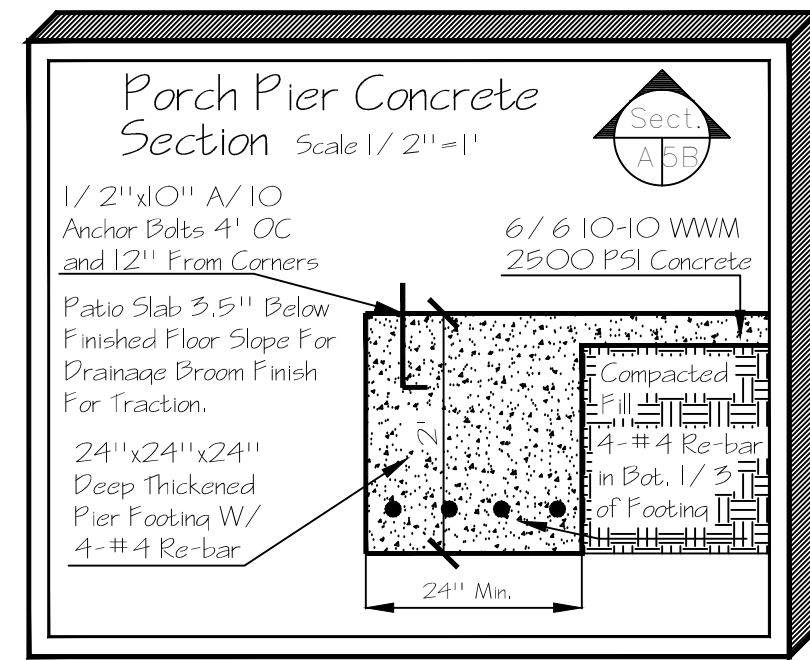 Porch Pier Concrete
Section Scale 1/2"=1'
Sect.
A 5B
1/2"x10" A/10
Anchor Bolts 4' OC
and 12" From Corners
6/6 10-10 WWM
2500 PSI Concrete
Patio Slab 3.5" Below
Finished Floor Slope For
Drainage Broom Finish
For Traction.
Compacted
Fill
2'
4-#4 Re-bar
in Bot. 1/3
of Footing
24"x24"x24"
Deep Thickened
Pier Footing W/
4-#4 Re-bar
24" Min.